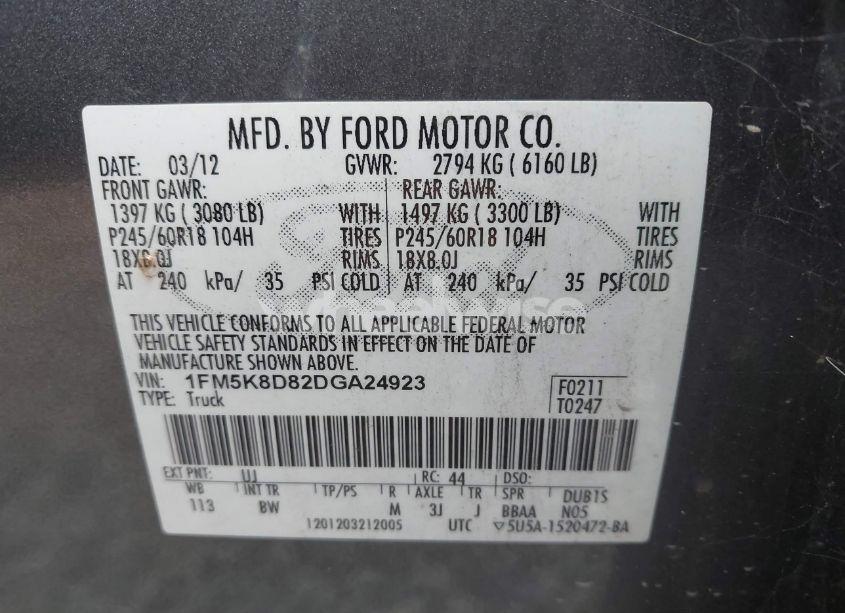 MFD. BY FORD MOTOR CO.
DATE: 03/12 GVWR: 2794 KG ( 6160 LB)
FRONT GAWR: REAR GAWR:
1397 KG ( 3080 LB) WITH 1497 KG ( 3300 LB) WITH
P245/60R18 104H TIRES P245/60R18 104H TIRES
18X8.0J RIMS 18X8.0J RIMS
AT 240 kPa/ 35 PSI COLD AT 240 kPa/ 35 PSI COLD
THIS VEHICLE CONFORMS TO ALL APPLICABLE FEDERAL MOTOR
VEHICLE SAFETY STANDARDS IN EFFECT ON THE DATE OF
MANUFACTURE SHOWN ABOVE.
VIN: 1FM5K8D82DGA24923 F0211
TYPE: Truck T0247
EXT PNT: UJ RC: 44 DSO:
WB INT TR TP/PS R AXLE TR SPR DUB1S
113 BW M 3J J BBAA N05
1201203212005 UTC ▽5U5A-1520472-BA